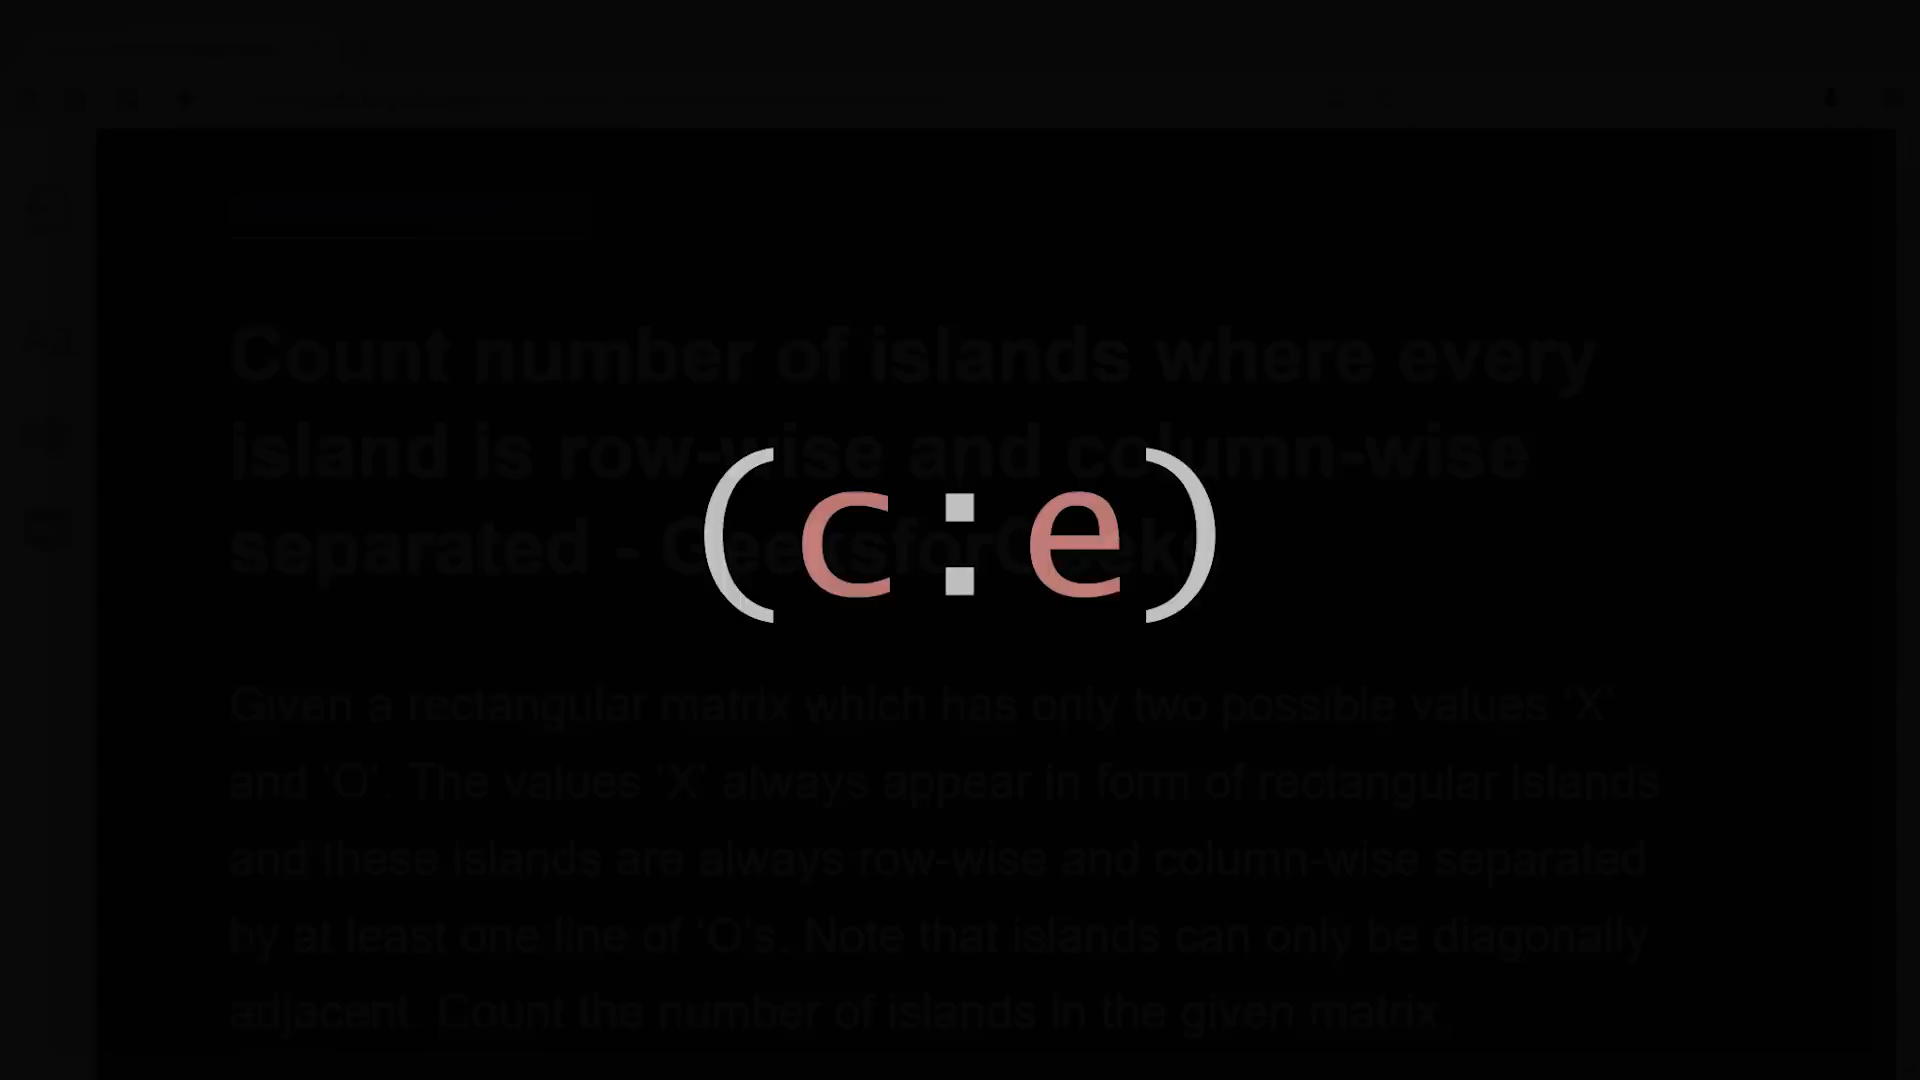 Count number of islands where every
island is row-wise and column-wise
separated - GeeksforGeeks
(c:e)
Given a rectangular matrix which has only two possible values 'X'
and 'O'. The values 'X' always appear in form of rectangular islands
and these islands are always row-wise and column-wise separated
by at least one line of 'O's. Note that islands can only be diagonally
adjacent. Count the number of islands in the given matrix.